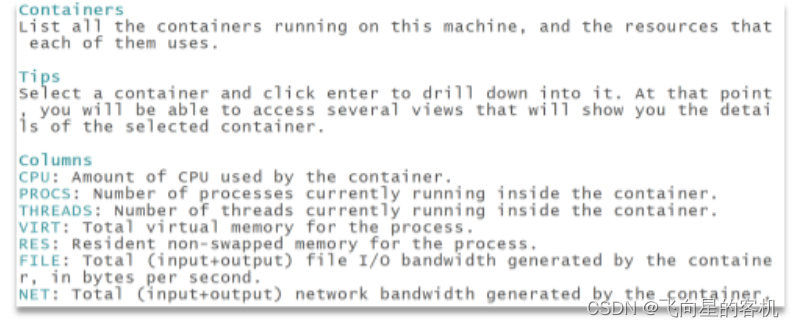 Containers
List all the containers running on this machine, and the resources that
each of them uses.
Tips
Select a container and click enter to drill down into it. At that point
, you will be able to access several views that will show you the detai
ls of the selected container.
Columns
CPU: Amount of CPU used by the container.
PROCS: Number of processes currently running inside the container.
THREADS: Number of threads currently running inside the container.
VIRT: Total virtual memory for the process.
RES: Resident non-swapped memory for the process.
FILE: Total (input+output) file I/O bandwidth generated by the containe
r, in bytes per second.
NET: Total (input+output) network bandwidth generated by the container,
CSDN @飞向星的客机